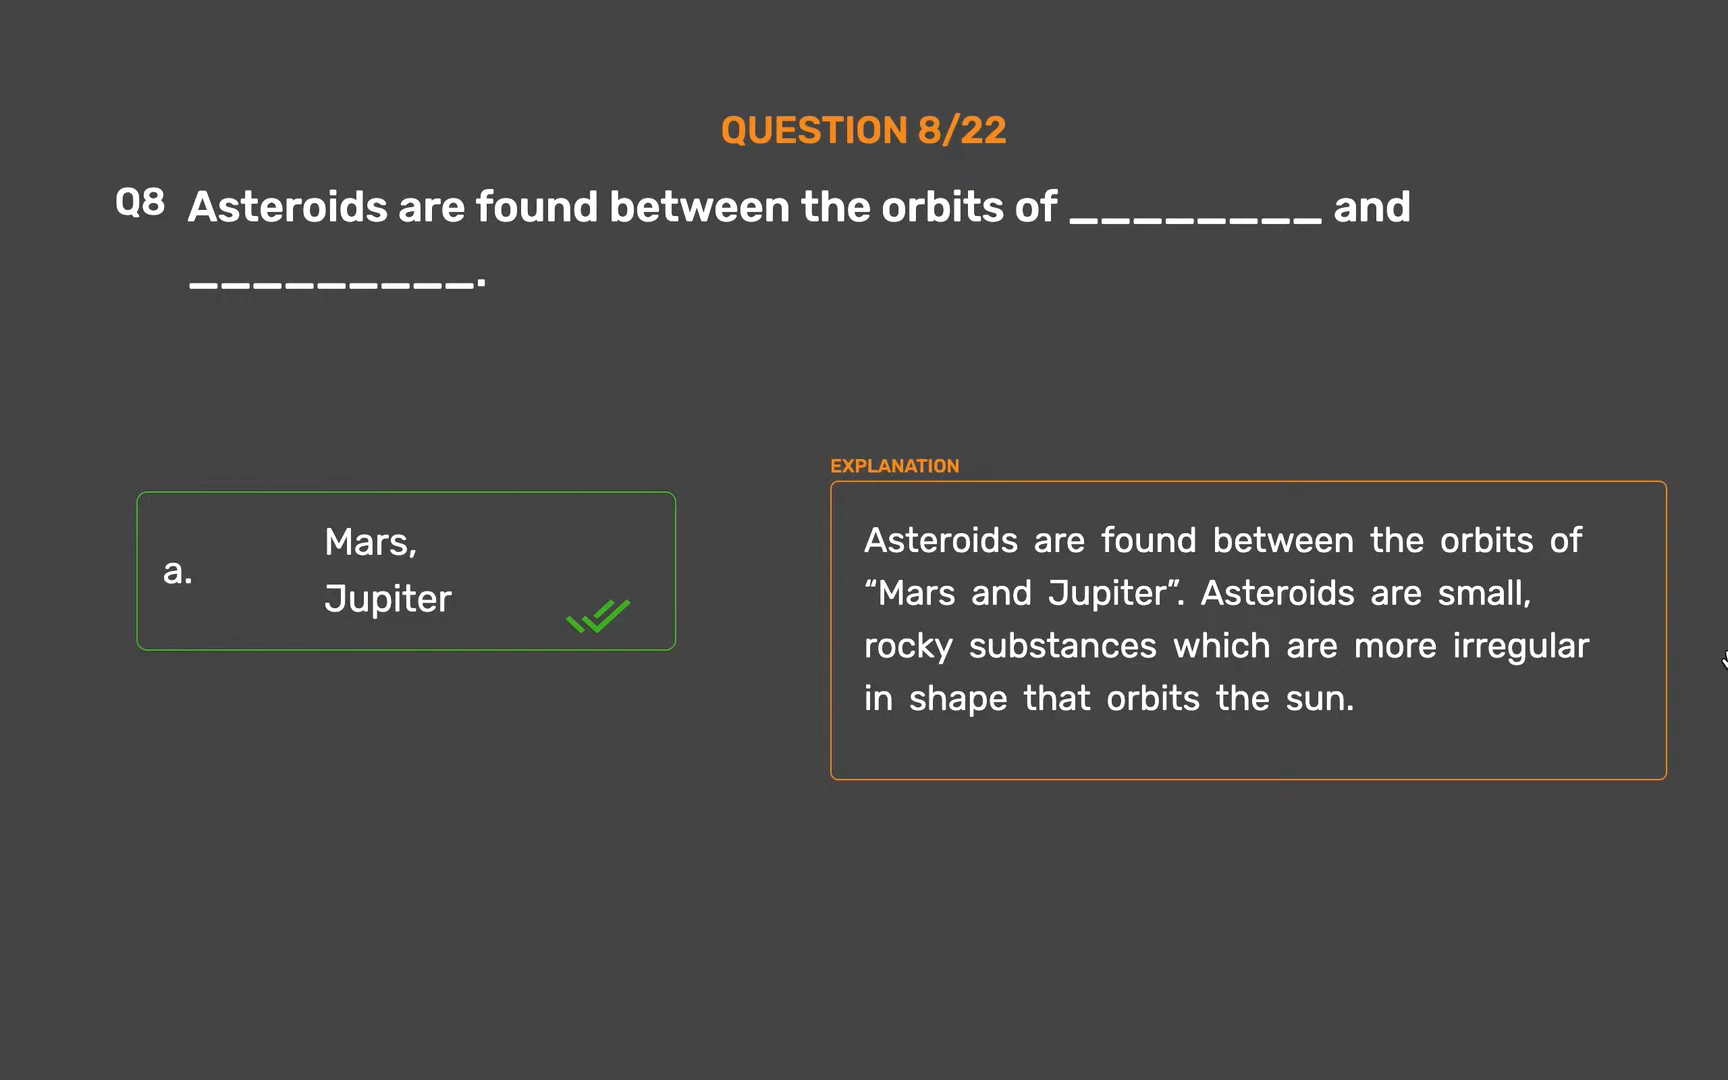 QUESTION 8/22
Q8 Asteroids are found between the orbits of ________ and
_________.
a.
Mars,
Jupiter
EXPLANATION
Asteroids are found between the orbits of
“Mars and Jupiter”. Asteroids are small,
rocky substances which are more irregular
in shape that orbits the sun.